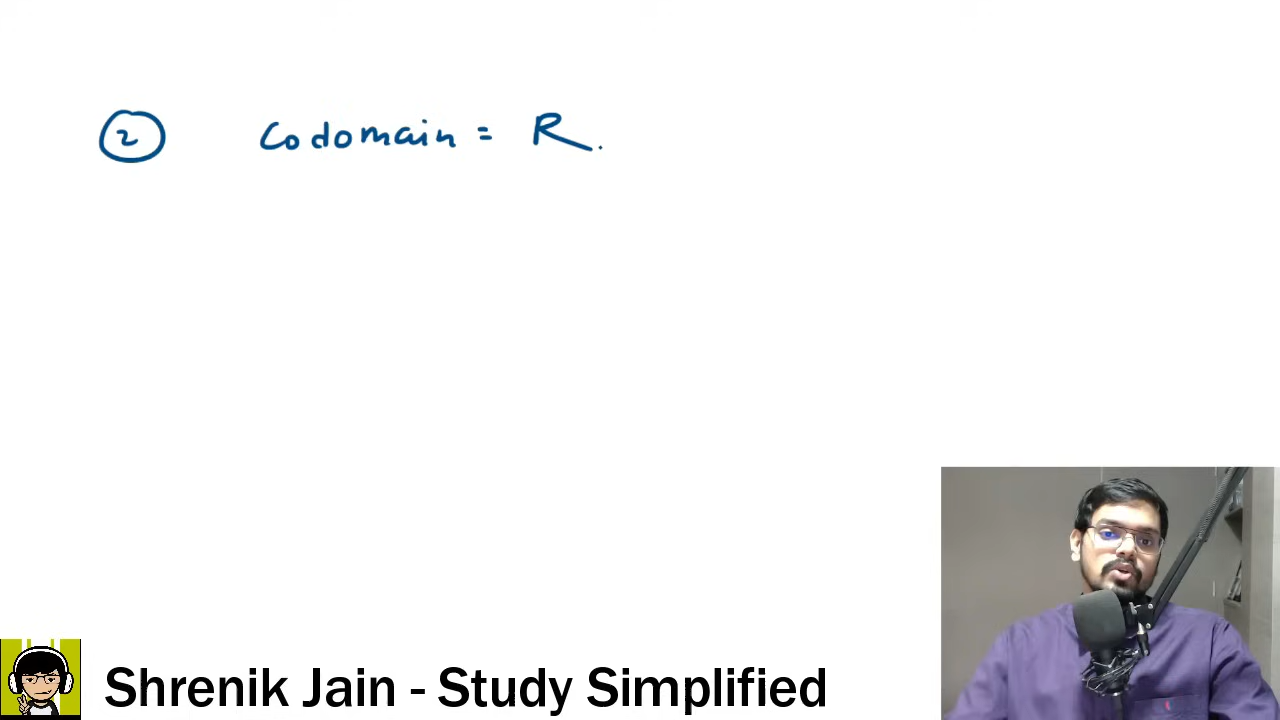 2 Codomain = R.
Shrenik Jain - Study Simplified